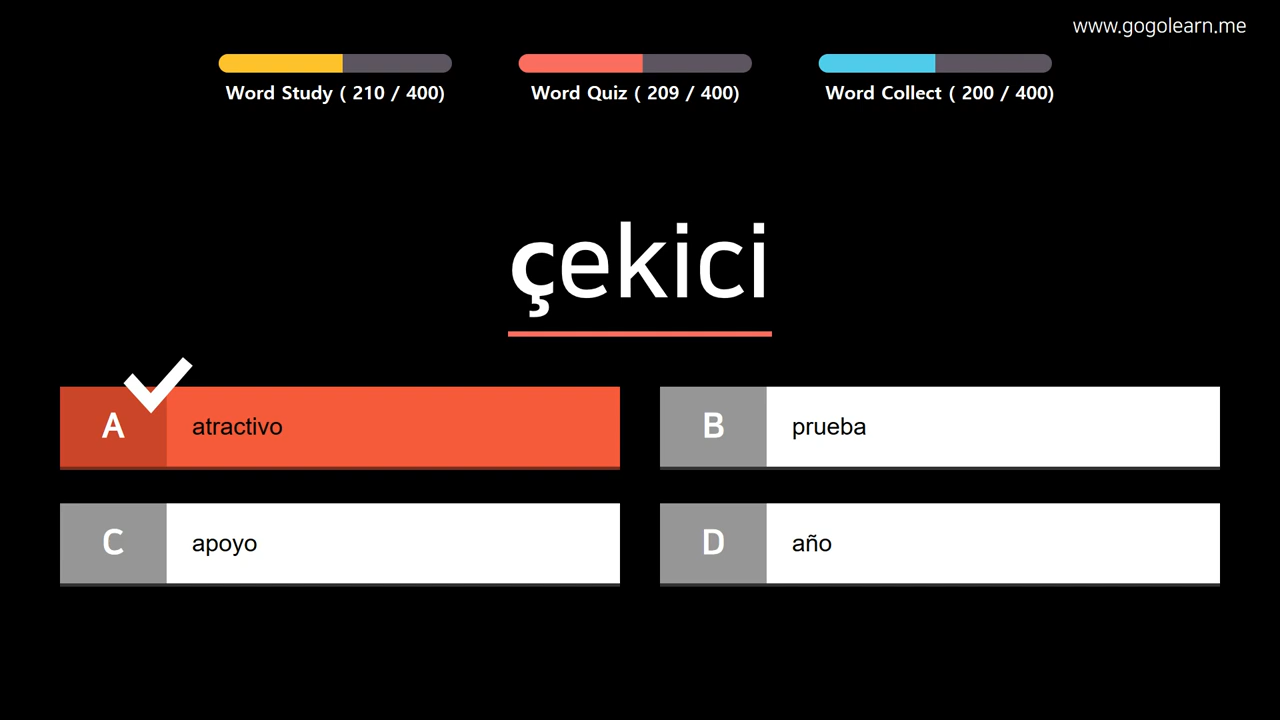 www.gogolearn.me
Word Study ( 210 / 400)
Word Quiz ( 209 / 400)
Word Collect ( 200 / 400)
çekici
A
atractivo
B
prueba
C
apoyo
D
año